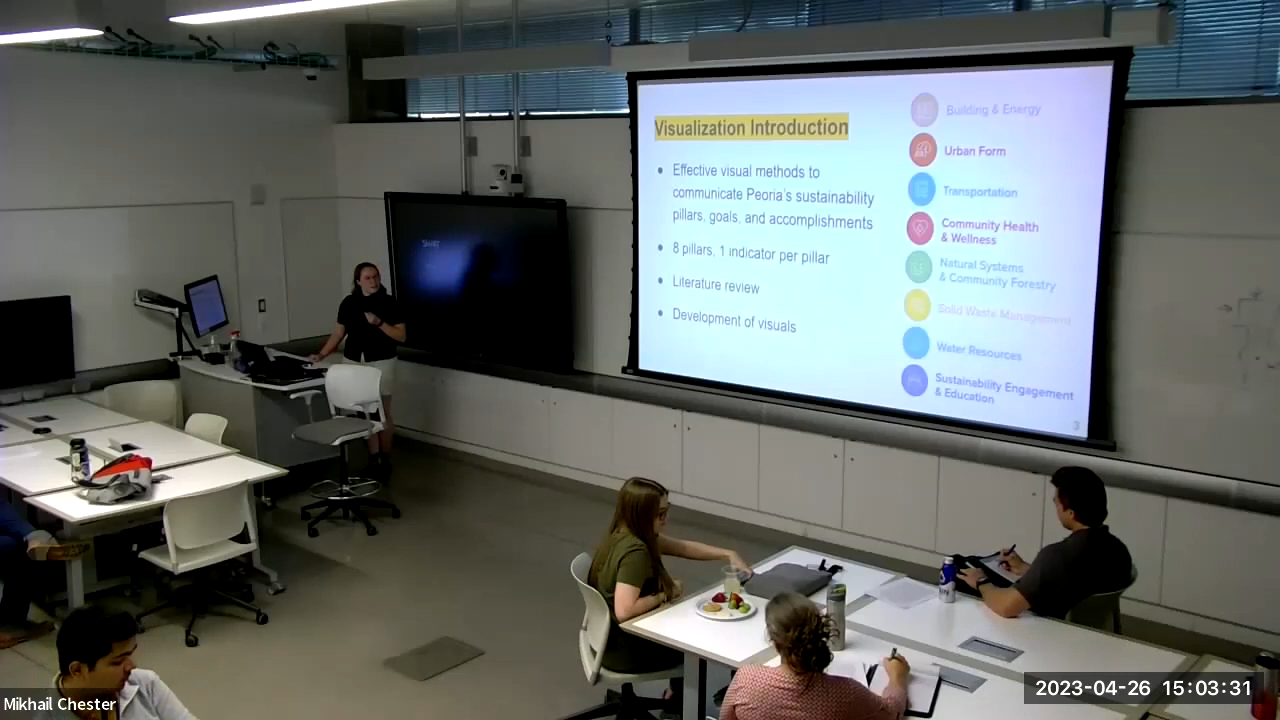 Visualization Introduction
Effective visual methods to
communicate Peoria's sustainability
pillars, goals, and accomplishments
8 pillars, 1 indicator per pillar
Literature review
Development of visuals
Building & Energy
Urban Form
Transportation
Community Health
& Wellness
Natural Systems
& Community Forestry
Solid Waste Management
Water Resources
Sustainability Engagement
& Education
3
SMART
Mikhail Chester
2023-04-26 15:03:31